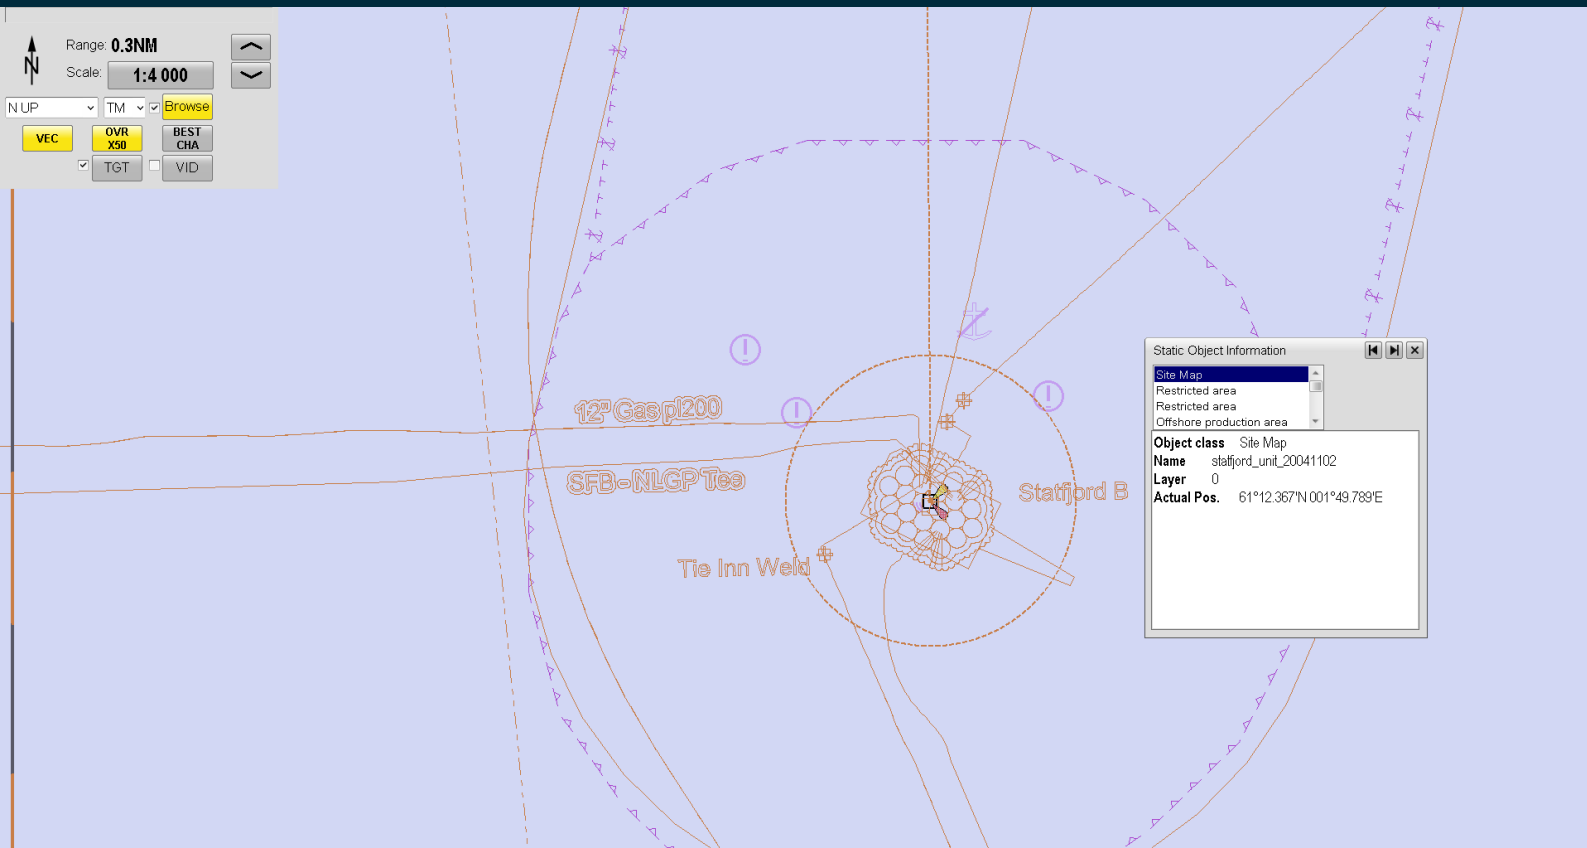 Range: 0.3NM
Scale: 1:4 000
N
N UP TM Browse
VEC OVR X50 BEST CHA
TGT VID
12" Gas pl200
SFB-NLGP Tee
Statfjord B
Tie Inn Weld
Static Object Information
Site Map
Restricted area
Restricted area
Offshore production area
Object class Site Map
Name statfjord_unit_20041102
Layer 0
Actual Pos. 61°12.367'N 001°49.789'E